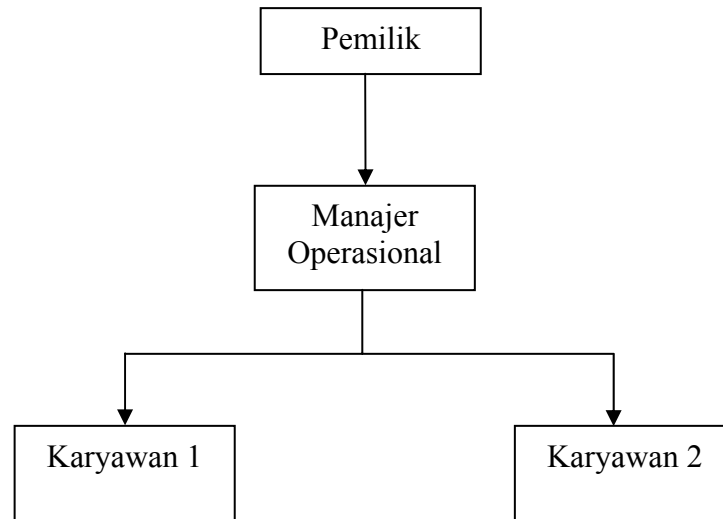 Pemilik
Manajer
Operasional
Karyawan 1
Karyawan 2